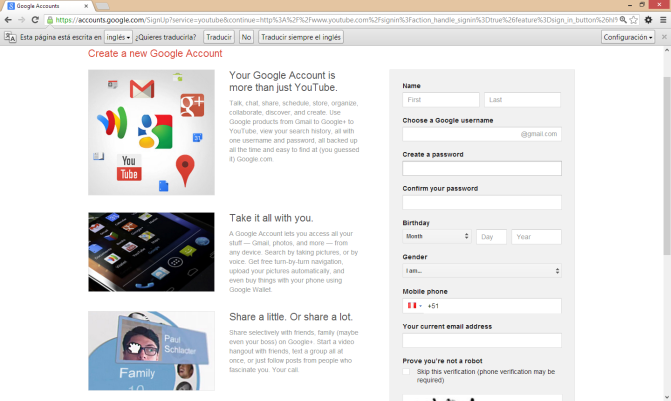 Google Accounts
https://accounts.google.com/SignUp?service=youtube&continue=http%3A%2F%2Fwww.youtube.com%2Fsignin%3Faction_handle_signin%3Dtrue%26feature%3Dsign_in_button%26hl
Esta página está escrita en inglés ¿Quieres traducirla? Traducir No Traducir siempre el inglés Configuración
Create a new Google Account
Your Google Account is
more than just YouTube.
Talk, chat, share, schedule, store, organize,
collaborate, discover, and create. Use
Google products from Gmail to Google+ to
YouTube, view your search history, all with
one username and password, all backed up
all the time and easy to find at (you guessed
it) Google.com.
You
Tube
g+
Take it all with you.
A Google Account lets you access all your
stuff — Gmail, photos, and more — from
any device. Search by taking pictures, or by
voice. Get free turn-by-turn navigation,
upload your pictures automatically, and
even buy things with your phone using
Google Wallet.
Share a little. Or share a lot.
Share selectively with friends, family (maybe
even your boss) on Google+. Start a video
hangout with friends, text a group all at
once, or just follow posts from people who
fascinate you. Your call.
Paul
Schlacter
Family
10
Name
First Last
Choose a Google username
@gmail.com
Create a password
Confirm your password
Birthday
Month Day Year
Gender
I am...
Mobile phone
+51
Your current email address
Prove you're not a robot
Skip this verification (phone verification may be
required)